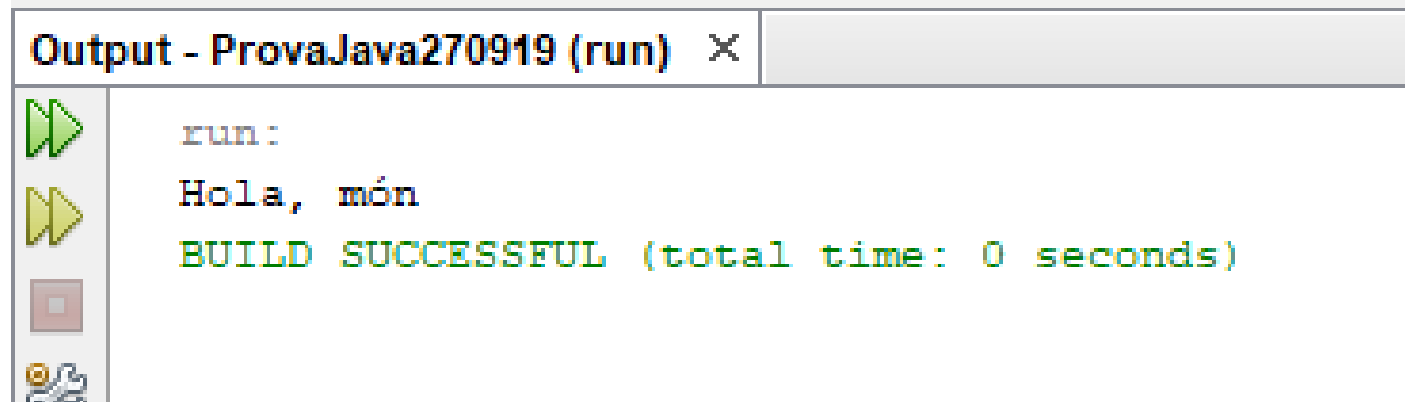 Output - ProvaJava270919 (run)
run:
Hola, món
BUILD SUCCESSFUL (total time: 0 seconds)